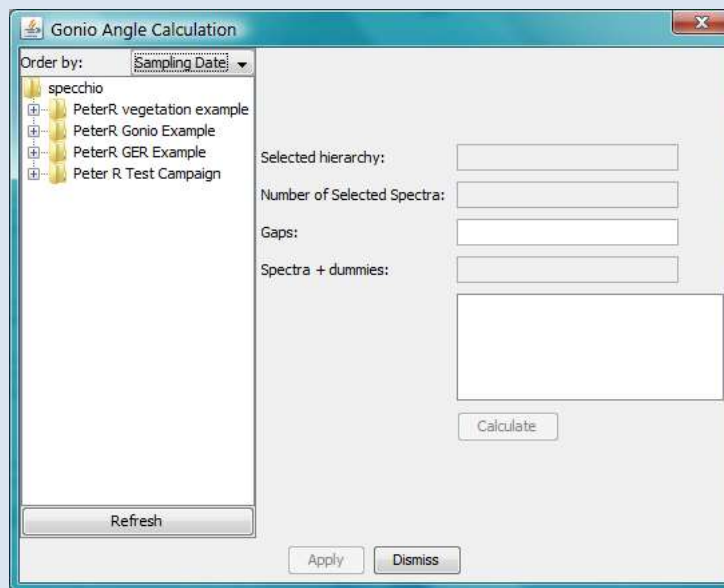 Gonio Angle Calculation
Order by: Sampling Date
specchio
PeterR vegetation example
PeterR Gonio Example
PeterR GER Example
Peter R Test Campaign
Refresh
Selected hierarchy:
Number of Selected Spectra:
Gaps:
Spectra + dummies:
Calculate
Apply Dismiss